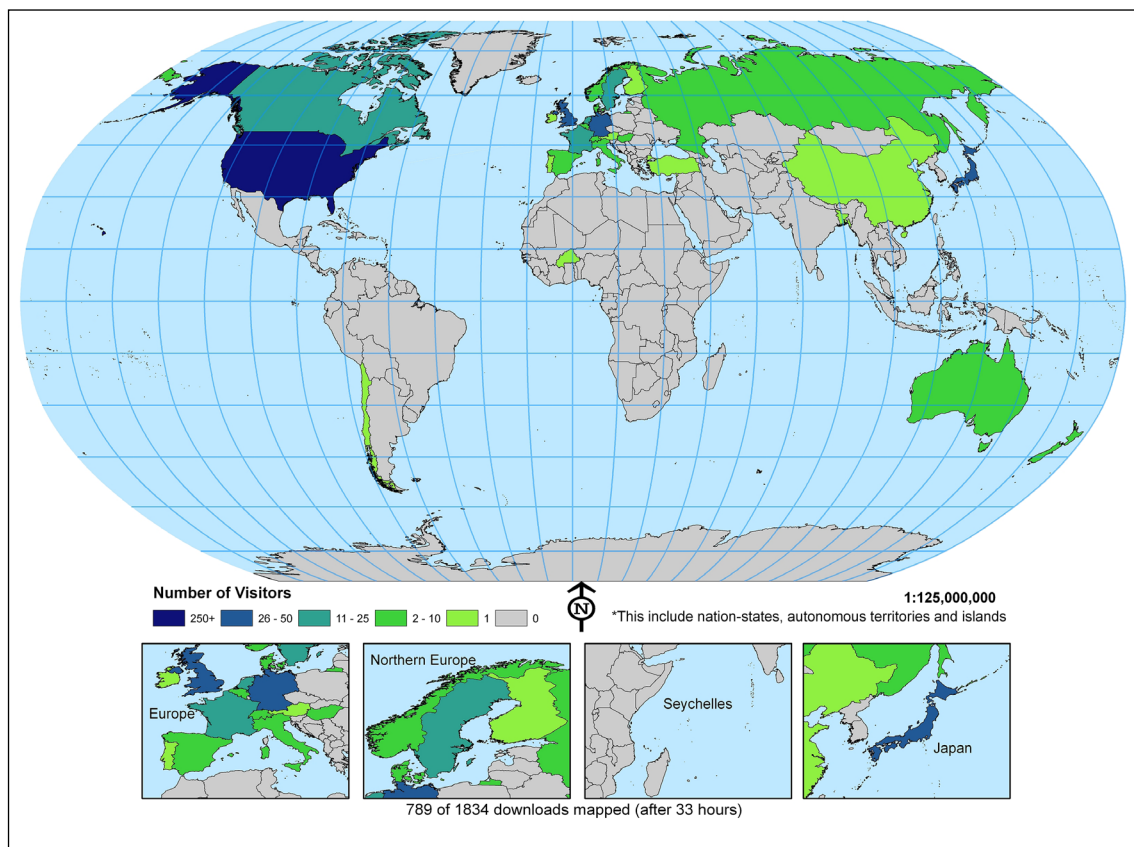 Number of Visitors
250+ 26 - 50 11 - 25 2 - 10 1 0
N
1:125,000,000
*This include nation-states, autonomous territories and islands
Europe
Northern Europe
Seychelles
Japan
789 of 1834 downloads mapped (after 33 hours)